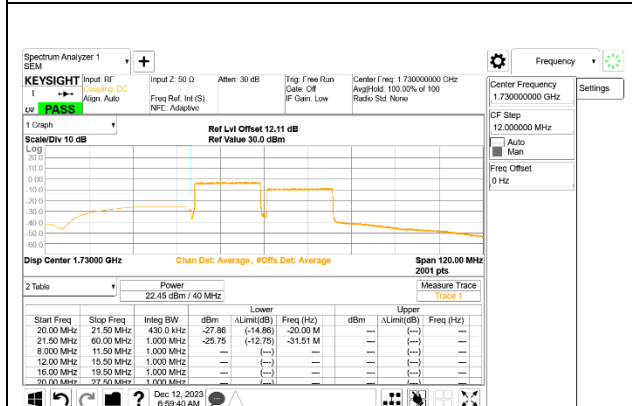 Spectrum Analyzer 1
SEM
+
Frequency
KEYSIGHT Input: RF Input Z: 50 Ω Atten: 30 dB Trig: Free Run Center Freq: 1.730000000 GHz
Coupling: DC Gate: Off Avg|Hold: 100.00% of 100
Align: Auto Freq Ref: Int (S) IF Gain: Low Radio Std: None
NFE: Adaptive
PASS
Center Frequency
1.730000000 GHz
Settings
CF Step
12.000000 MHz
Auto
Man
Freq Offset
0 Hz
1 Graph
Ref Lvl Offset 12.11 dB
Scale/Div 10 dB Ref Value 30.0 dBm
Log
20.0
10.0
0.00
-10.0
-20.0
-30.0
-40.0
-50.0
-60.0
Disp Center 1.73000 GHz Chan Det: Average , #Offs Det: Average Span 120.00 MHz
2001 pts
2 Table Power Measure Trace
22.45 dBm / 40 MHz Trace 1
Lower Upper
Start Freq Stop Freq Integ BW dBm ΔLimit(dB) Freq (Hz) dBm ΔLimit(dB) Freq (Hz)
20.00 MHz 21.50 MHz 430.0 kHz -27.86 (-14.86) -20.00 M --- (---) ---
21.50 MHz 60.00 MHz 1.000 MHz -25.75 (-12.75) -31.51 M --- (---) ---
8.000 MHz 11.50 MHz 1.000 MHz --- (---) --- --- (---) ---
12.00 MHz 15.50 MHz 1.000 MHz --- (---) --- --- (---) ---
16.00 MHz 19.50 MHz 1.000 MHz --- (---) --- --- (---) ---
20.00 MHz 27.50 MHz 1.000 MHz --- (---) --- --- (---) ---
? Dec 12, 2023
6:59:40 AM